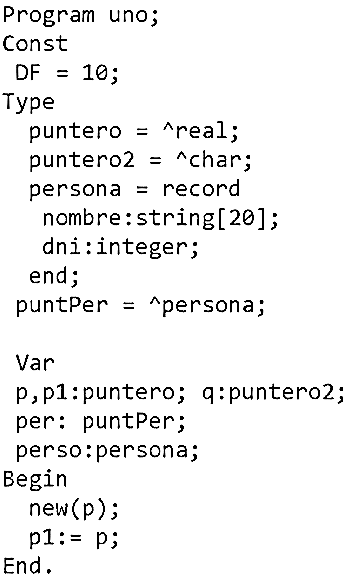 Program uno;
Const
DF = 10;
Type
puntero = ^real;
puntero2 = ^char;
persona = record
nombre:string[20];
dni:integer;
end;
puntPer = ^persona;
Var
p,p1:puntero; q:puntero2;
per: puntPer;
perso:persona;
Begin
new(p);
p1:= p;
End.